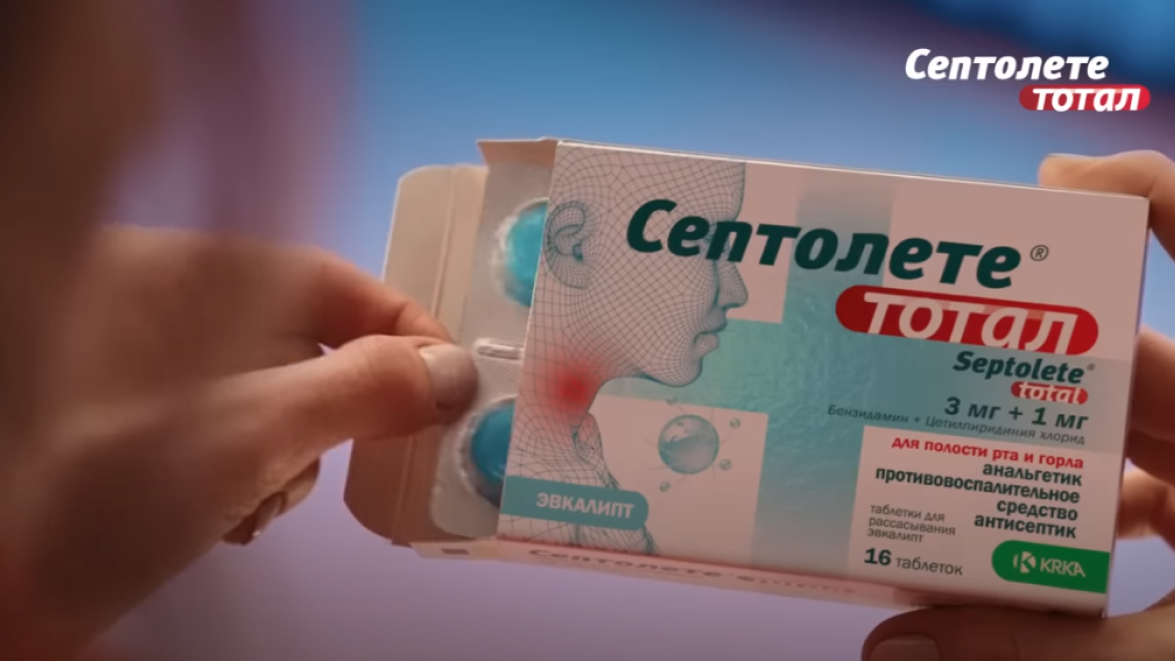 Септолете
тотал
Септолете®
тотал
Septolete®
total
3 мг + 1 мг
Бензидамин + Цетилпиридиния хлорид
для полости рта и горла
анальгетик
противовоспалительное
средство
антисептик
таблетки для
рассасывания
эвкалипт
16 таблеток
KRKA
ЭВКАЛИПТ
Септолете